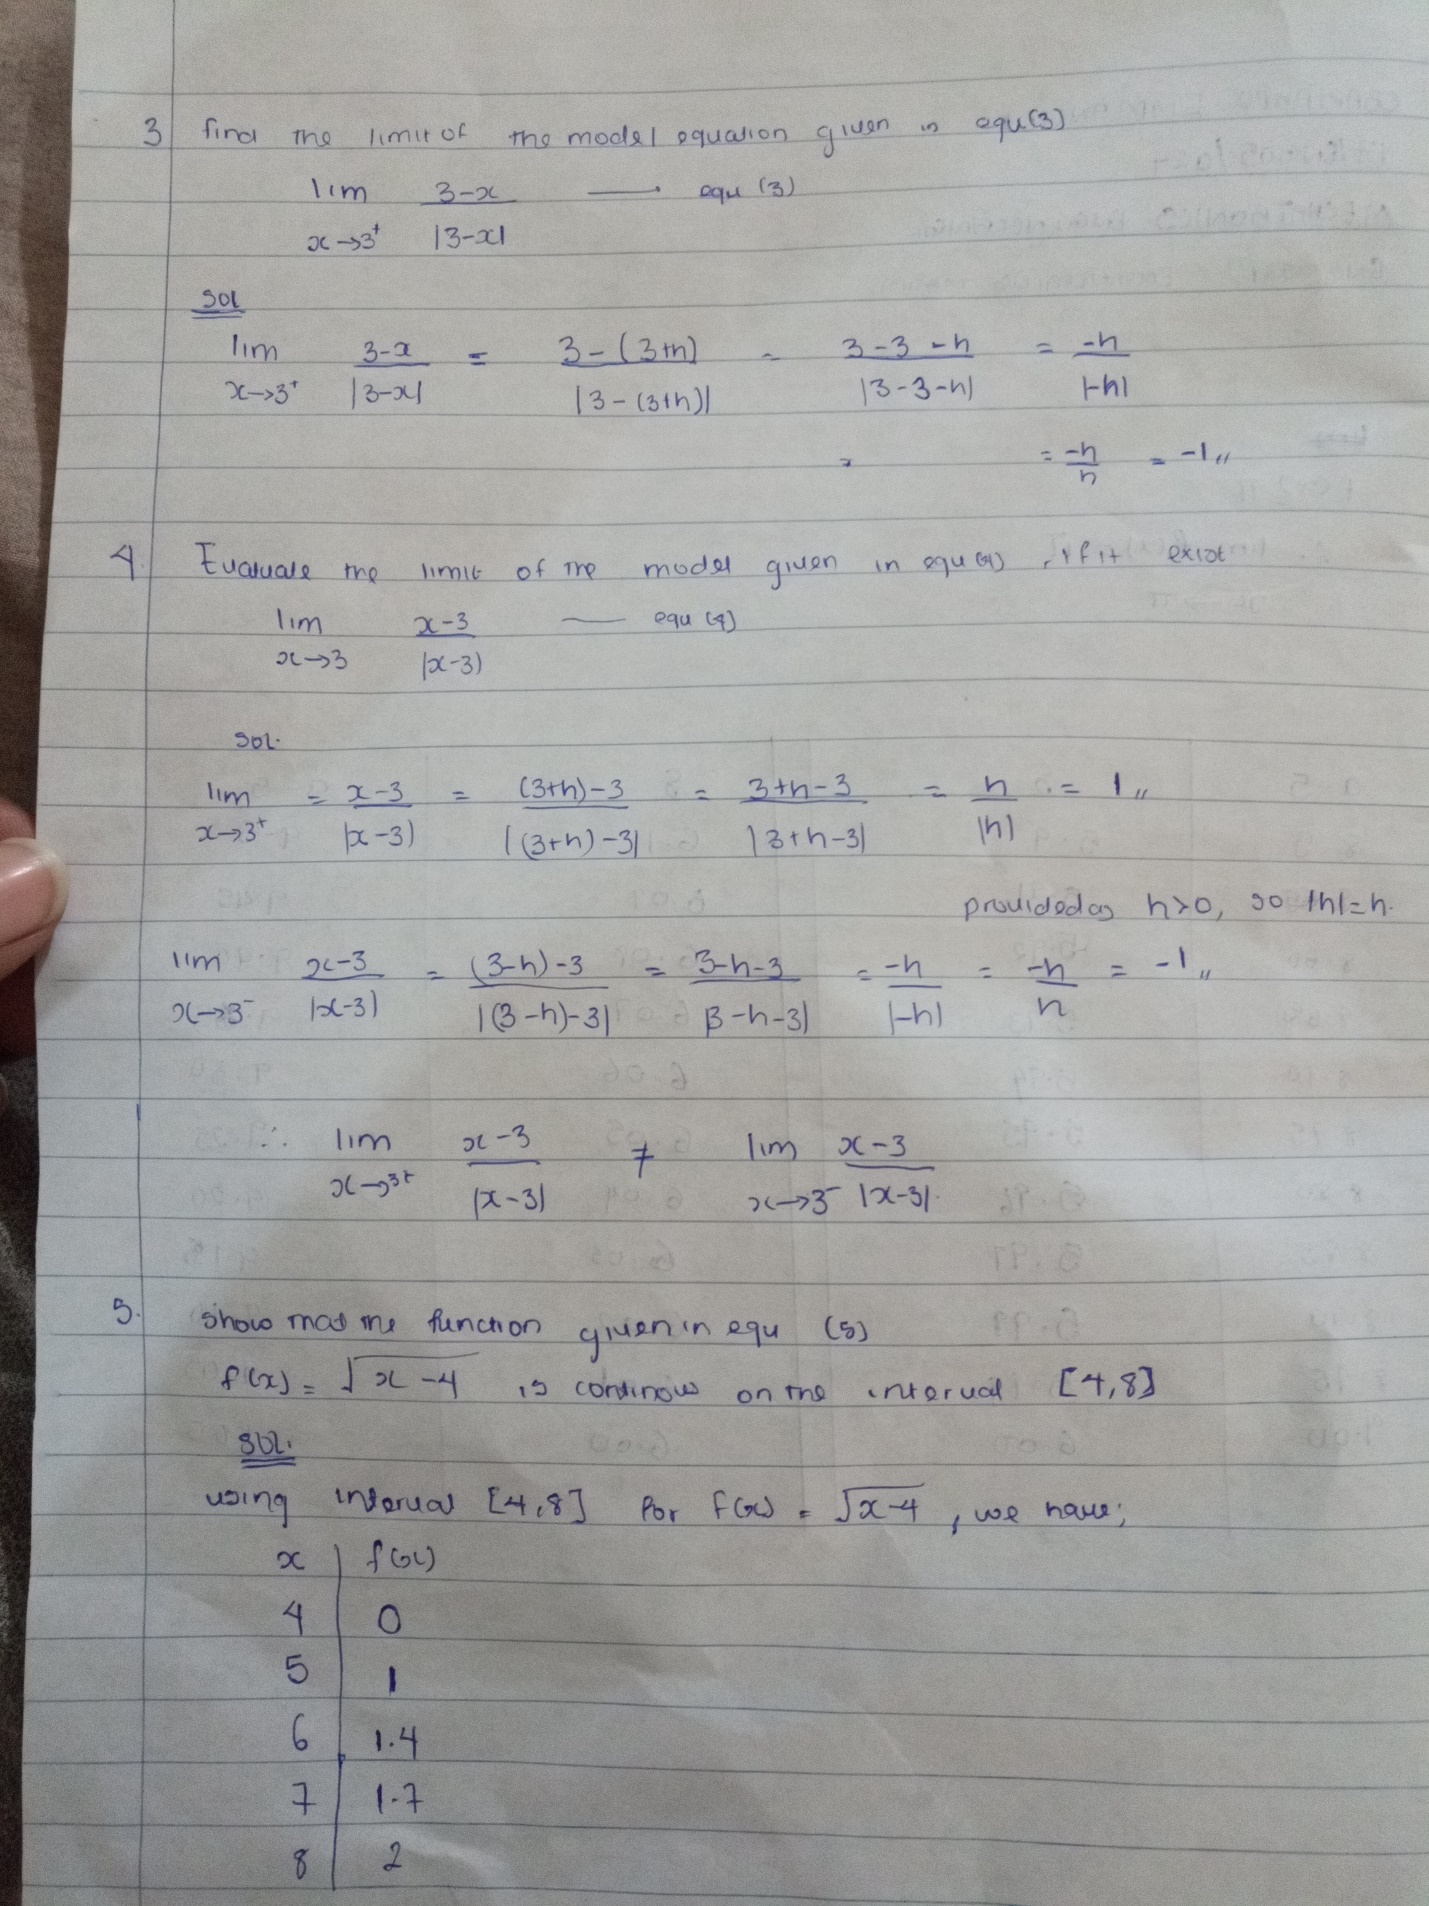 3 find the limit of the model equation given in equ(3)
lim 3-x —— equ (3)
x→3⁺ |3-x|
sol
lim 3-x = 3-(3+h) = 3-3-h = -h
x→3⁺ |3-x| |3-(3+h)| |3-3-h| |-h|
= -h = -1,,
h
4. Evaluate the limit of the model given in equ(4), if it exist
lim x-3 —— equ (4)
x→3 |x-3)
sol.
lim = x-3 = (3+h)-3 = 3+h-3 = h = 1,,
x→3⁺ |x-3) |(3+h)-3| |3+h-3| |h|
provided as h>0, so |h|=h.
lim x-3 = (3-h)-3 = 3-h-3 = -h = -h = -1,,
x→3⁻ |x-3| |(3-h)-3| |3-h-3| |-h| h
∴ lim x-3 ≠ lim x-3
x→3⁺ |x-3| x→3⁻ |x-3|.
5. Show that the function given in equ (5)
f(x) = √x-4 is continous on the interval [4,8]
Sol.
using interval [4,8] for f(x) = √x-4, we have;
x f(x)
4 0
5 1
6 1.4
7 1.7
8 2